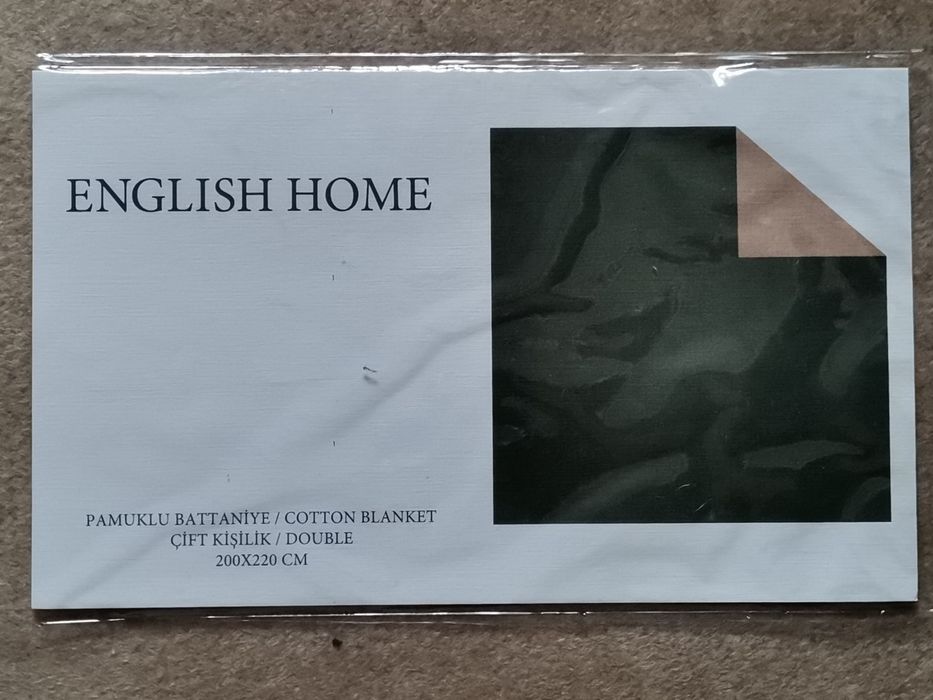 ENGLISH HOME
PAMUKLU BATTANİYE / COTTON BLANKET
ÇİFT KİŞİLİK / DOUBLE
200X220 CM